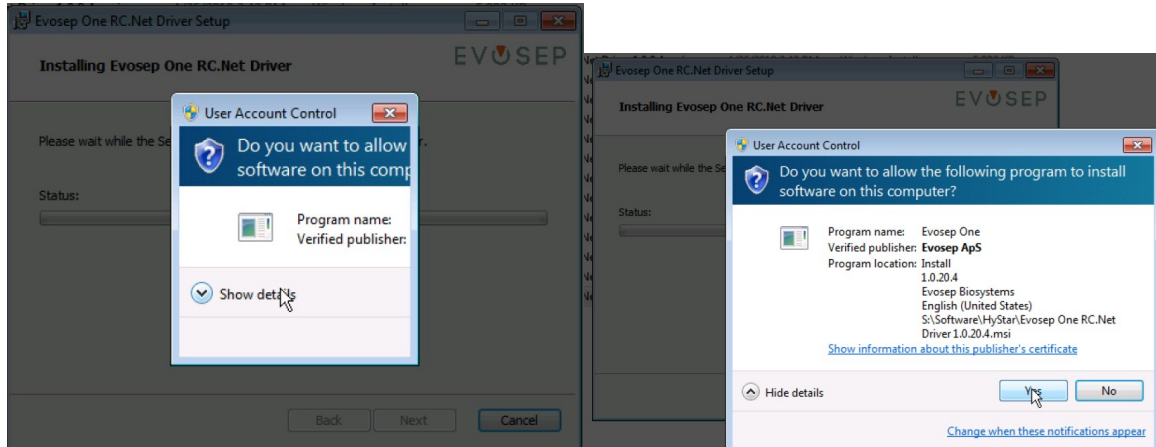 Evosep One RC.Net Driver Setup
Installing Evosep One RC.Net Driver
EVOSEP
Please wait while the Se
r.
Status:
User Account Control
Do you want to allow
software on this comp
Program name:
Verified publisher:
Show details
Back Next Cancel
Evosep One RC.Net Driver Setup
Installing Evosep One RC.Net Driver
EVOSEP
Please wait while the Se
Status:
User Account Control
Do you want to allow the following program to install
software on this computer?
Program name: Evosep One
Verified publisher: Evosep ApS
Program location: Install
1.0.20.4
Evosep Biosystems
English (United States)
S:\Software\HyStar\Evosep One RC.Net
Driver 1.0.20.4.msi
Show information about this publisher's certificate
Hide details Yes No
Change when these notifications appear